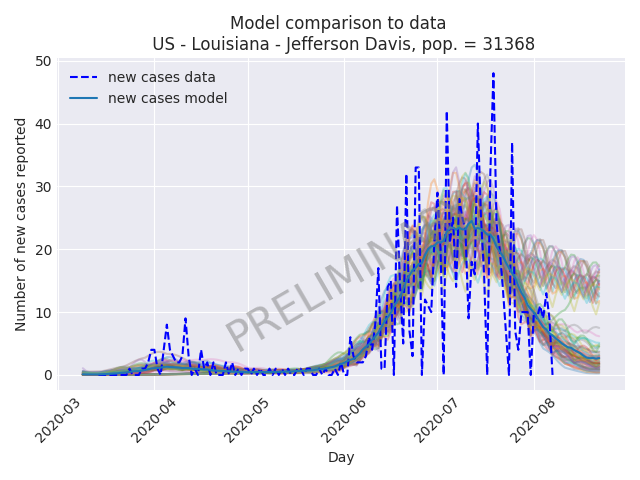 Model comparison to data
US - Louisiana - Jefferson Davis, pop. = 31368
new cases data
new cases model
Number of new cases reported
50
40
30
20
10
0
2020-03
2020-04
2020-05
2020-06
2020-07
2020-08
Day